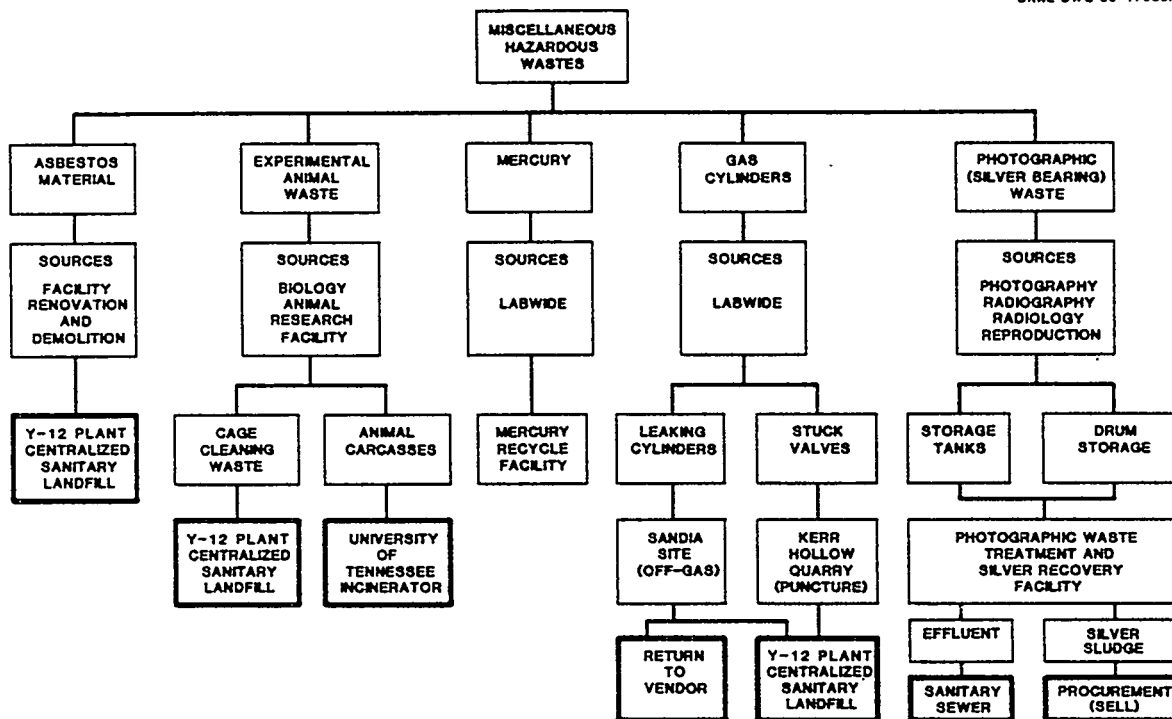 MISCELLANEOUS
HAZARDOUS
WASTES
ASBESTOS
MATERIAL
EXPERIMENTAL
ANIMAL
WASTE
MERCURY
GAS
CYLINDERS
PHOTOGRAPHIC
(SILVER BEARING)
WASTE
SOURCES
FACILITY
RENOVATION
AND
DEMOLITION
SOURCES
BIOLOGY
ANIMAL
RESEARCH
FACILITY
SOURCES
LABWIDE
SOURCES
LABWIDE
SOURCES
PHOTOGRAPHY
RADIOGRAPHY
RADIOLOGY
REPRODUCTION
Y-12 PLANT
CENTRALIZED
SANITARY
LANDFILL
CAGE
CLEANING
WASTE
ANIMAL
CARCASSES
MERCURY
RECYCLE
FACILITY
LEAKING
CYLINDERS
STUCK
VALVES
STORAGE
TANKS
DRUM
STORAGE
Y-12 PLANT
CENTRALIZED
SANITARY
LANDFILL
UNIVERSITY
OF
TENNESSEE
INCINERATOR
SANDIA
SITE
(OFF-GAS)
KERR
HOLLOW
QUARRY
(PUNCTURE)
PHOTOGRAPHIC WASTE
TREATMENT AND
SILVER RECOVERY
FACILITY
EFFLUENT
SILVER
SLUDGE
RETURN
TO
VENDOR
Y-12 PLANT
CENTRALIZED
SANITARY
LANDFILL
SANITARY
SEWER
PROCUREMENT
(SELL)